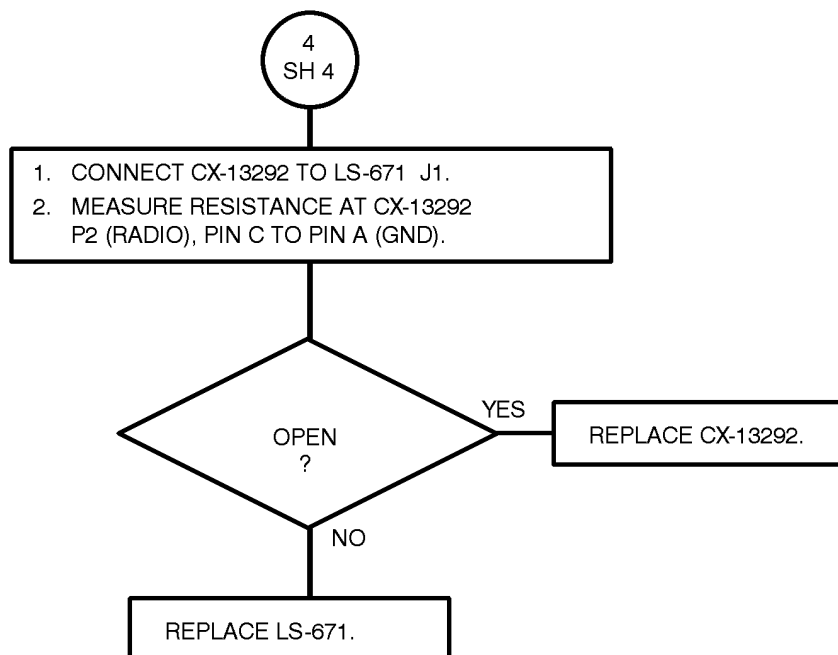 4
SH 4
1. CONNECT CX-13292 TO LS-671 J1.
2. MEASURE RESISTANCE AT CX-13292
P2 (RADIO), PIN C TO PIN A (GND).
OPEN
?
YES
REPLACE CX-13292.
NO
REPLACE LS-671.